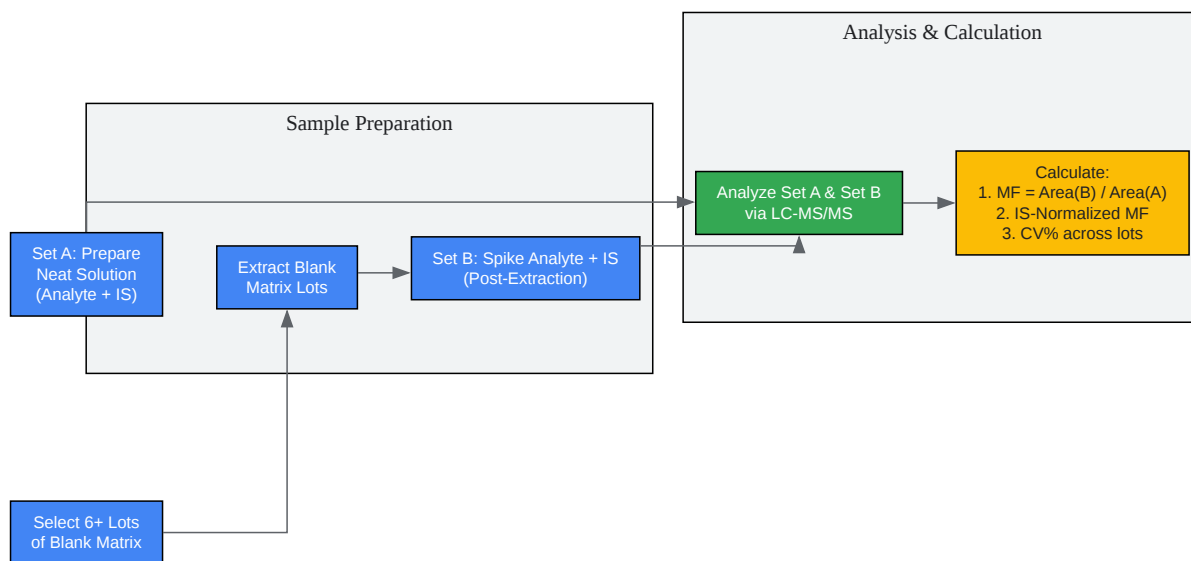 Analysis & Calculation
Sample Preparation
Set A: Prepare
Neat Solution
(Analyte + IS)
Extract Blank
Matrix Lots
Set B: Spike Analyte + IS
(Post-Extraction)
Analyze Set A & Set B
via LC-MS/MS
Calculate:
1. MF = Area(B) / Area(A)
2. IS-Normalized MF
3. CV% across lots
Select 6+ Lots
of Blank Matrix